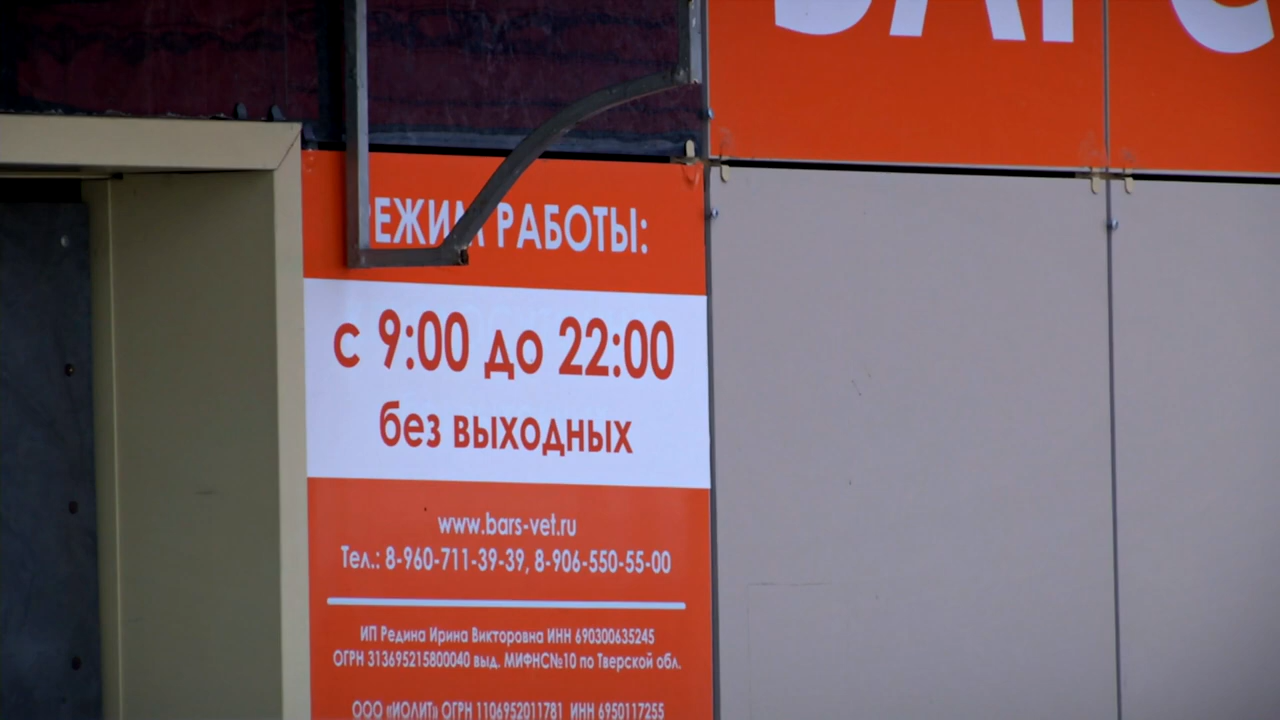 БАРС
РЕЖИМ РАБОТЫ:
с 9:00 до 22:00
без выходных
www.bars-vet.ru
Тел.: 8-960-711-39-39, 8-906-550-55-00
ИП Редина Ирина Викторовна ИНН 690300635245
ОГРН 313695215800040 выд. МИФНС№10 по Тверской обл.
ООО «ИОЛИТ» ОГРН 1106952011781 ИНН 6950117255